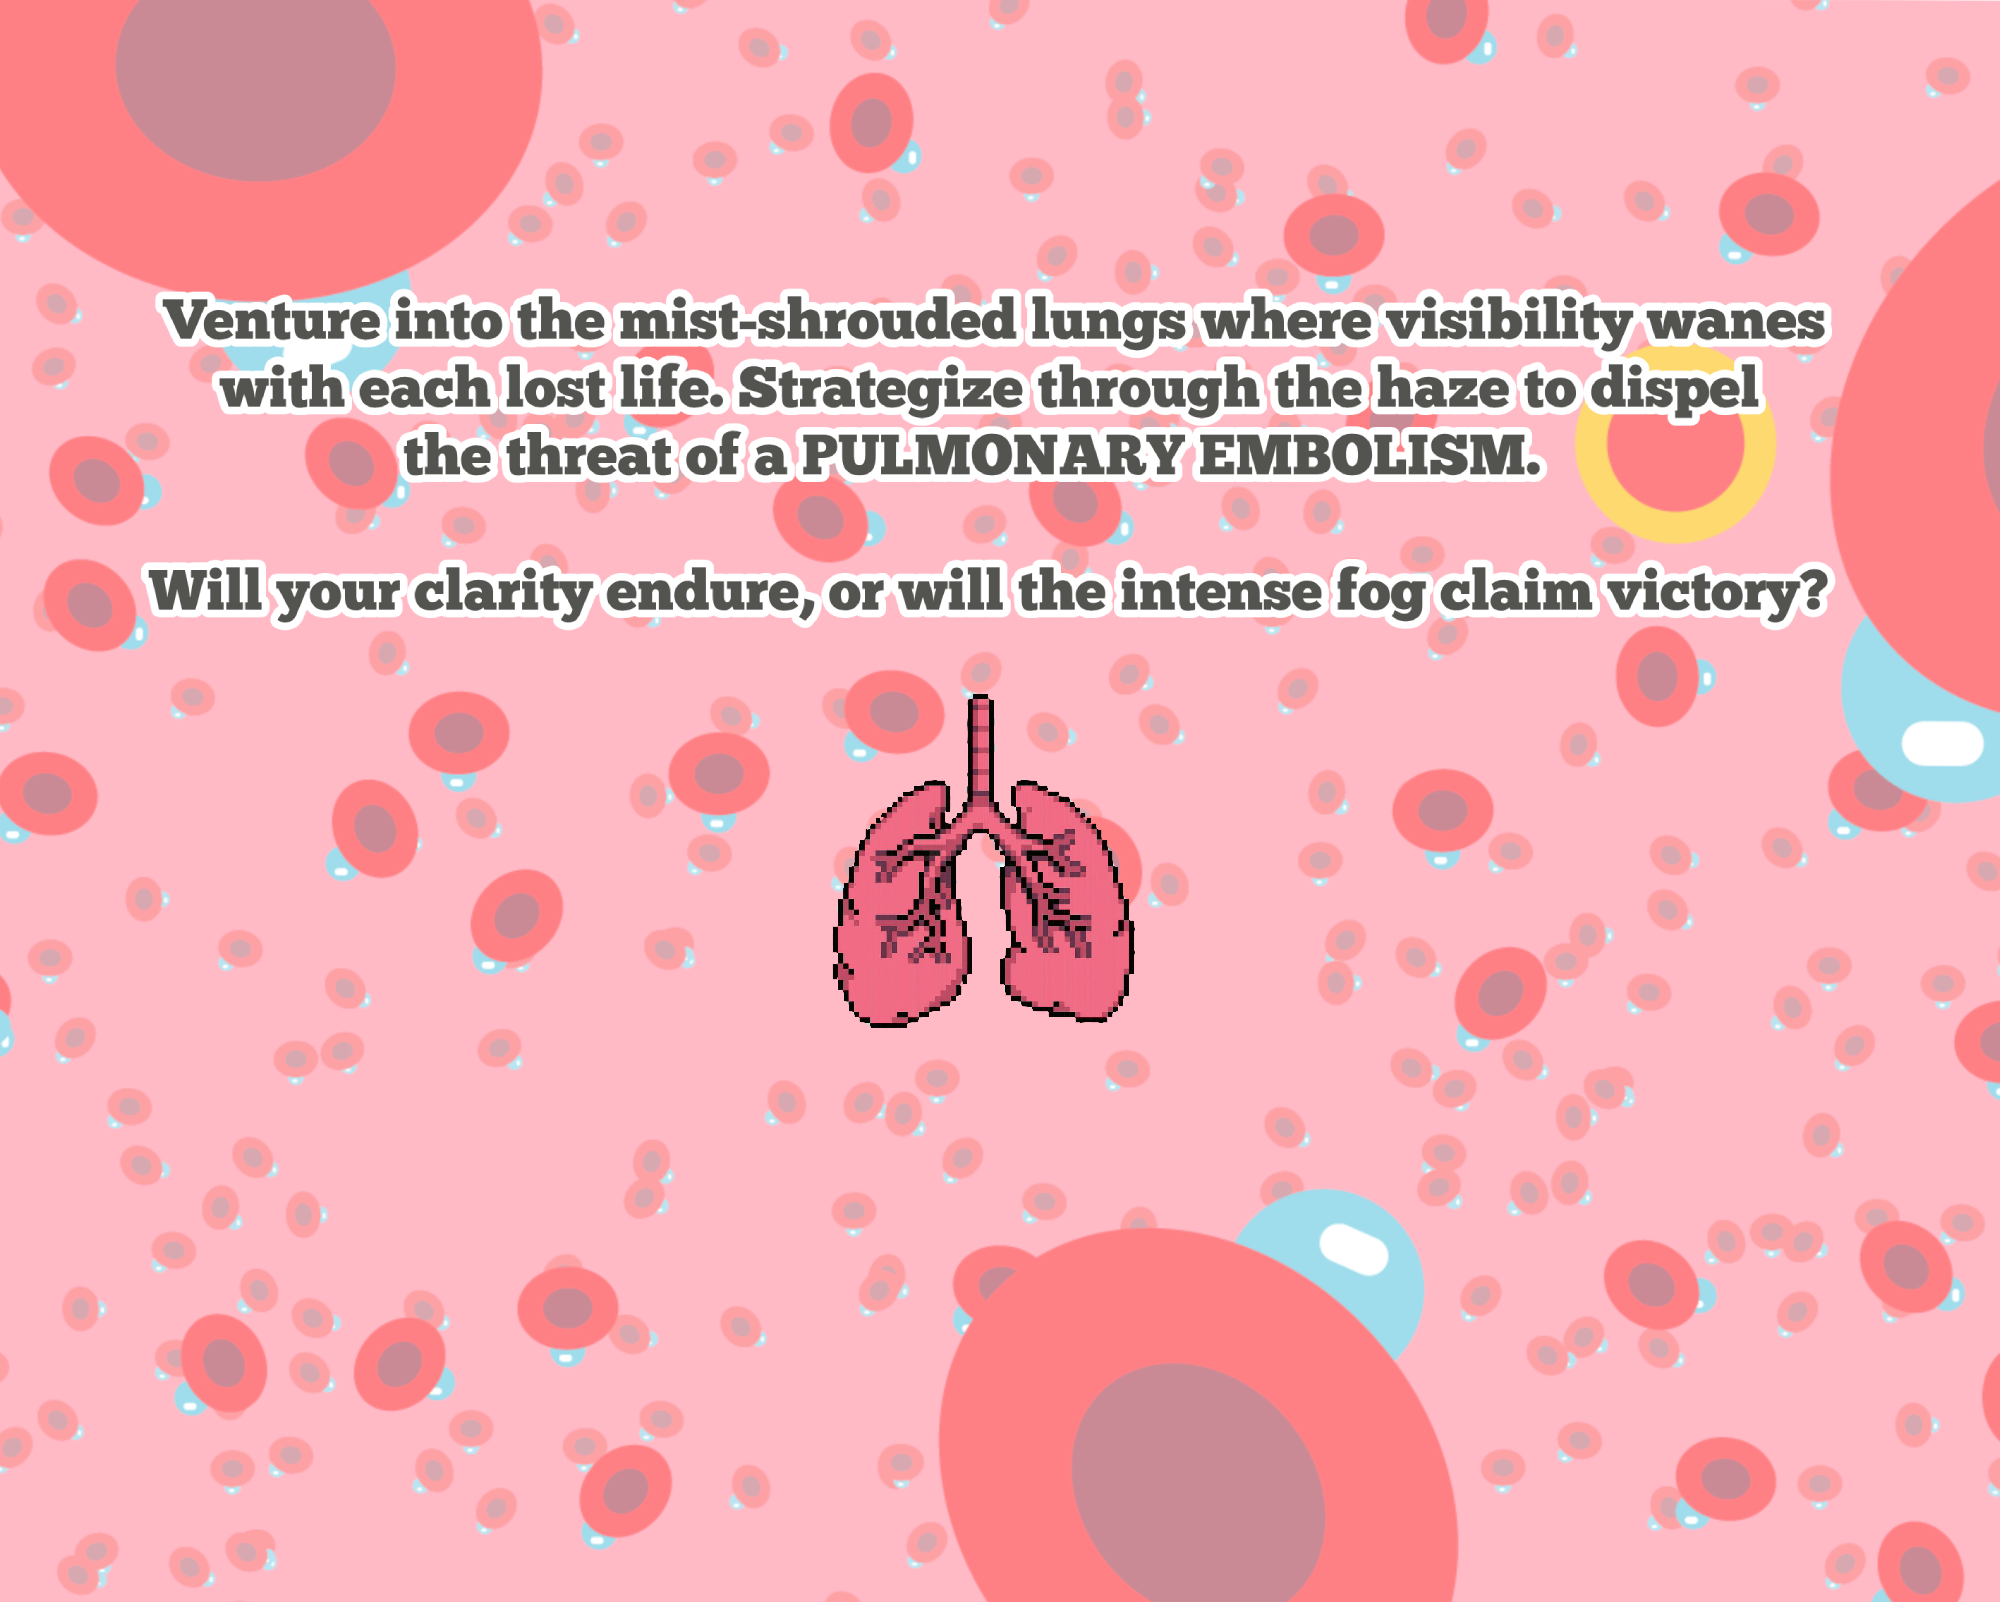 Venture into the mist-shrouded lungs where visibility wanes
with each lost life. Strategize through the haze to dispel
the threat of a PULMONARY EMBOLISM.
Will your clarity endure, or will the intense fog claim victory?